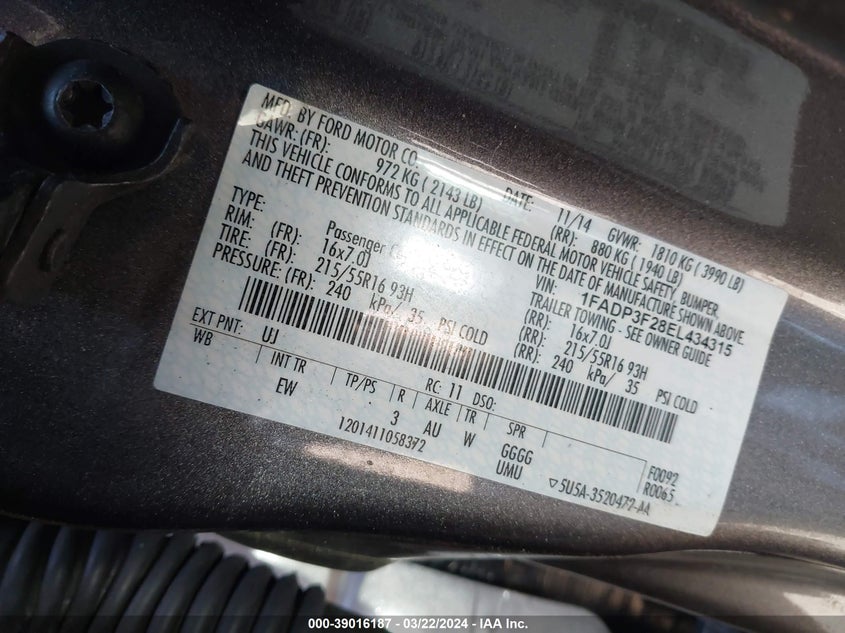 MFD. BY FORD MOTOR CO.
DATE: 11/14 GVWR: 1810 KG ( 3990 LB)
GAWR: (FR): 972 KG ( 2143 LB) (RR): 880 KG ( 1940 LB)
THIS VEHICLE CONFORMS TO ALL APPLICABLE FEDERAL MOTOR VEHICLE SAFETY, BUMPER,
AND THEFT PREVENTION STANDARDS IN EFFECT ON THE DATE OF MANUFACTURE SHOWN ABOVE.
VIN: 1FADP3F28EL434315
TYPE: Passenger TRAILER TOWING - SEE OWNER GUIDE
RIM: (FR): 16x7.0J (RR): 16x7.0J
TIRE: (FR): 215/55R16 93H (RR): 215/55R16 93H
PRESSURE: (FR): 240 kPa/ 35 PSI COLD (RR): 240 kPa/ 35 PSI COLD
EXT PNT: UJ RC: 11 DSO:
WB INT TR TP/PS R AXLE TR SPR
EW 3 AU W GGGG F0092
UMU R0065
1201411058372 ▽5U5A-3520472-AA
000-39016187 - 03/22/2024 - IAA Inc.